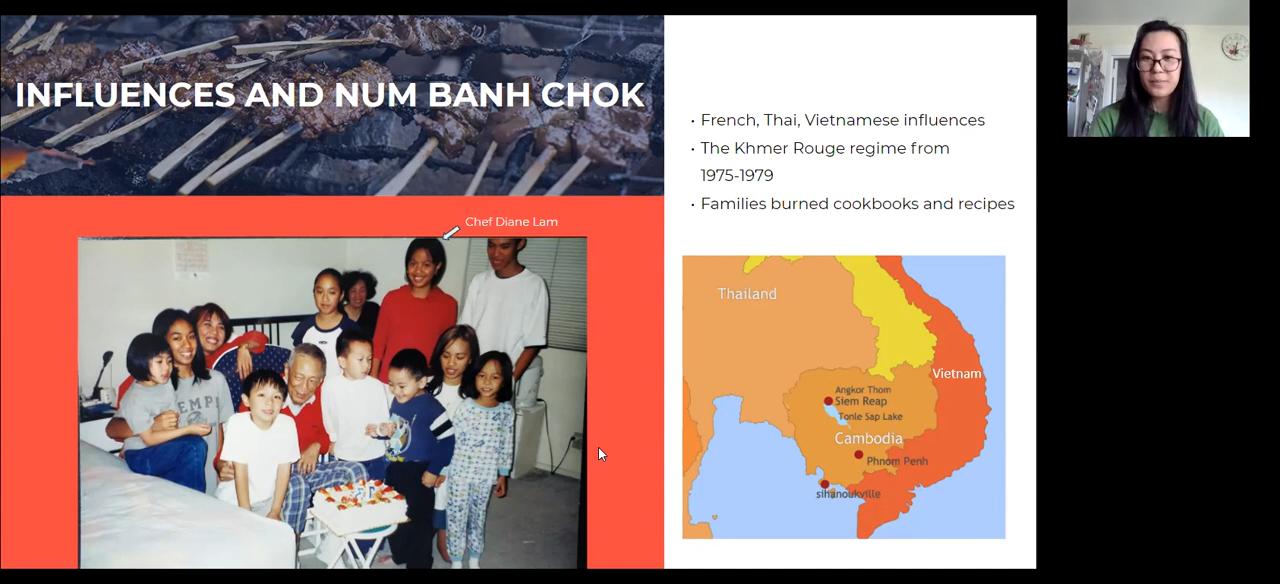 INFLUENCES AND NUM BANH CHOK
Chef Diane Lam
• French, Thai, Vietnamese influences
• The Khmer Rouge regime from
1975-1979
• Families burned cookbooks and recipes
Thailand
Vietnam
Angkor Thom
Siem Reap
Tonle Sap Lake
Cambodia
Phnom Penh
sihanoukville